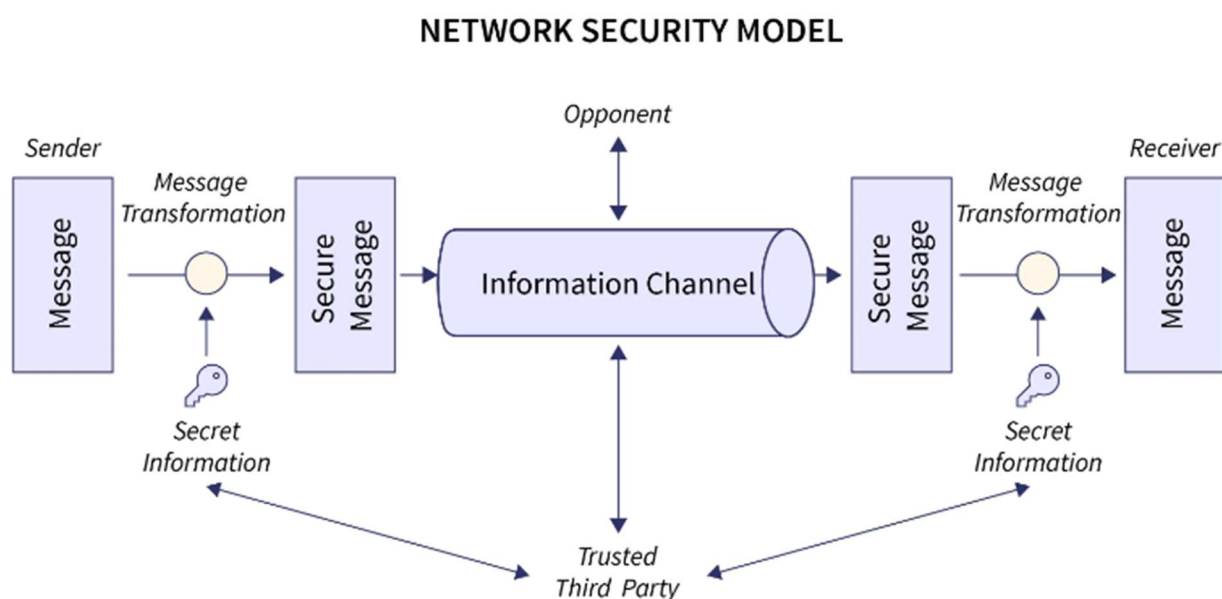 NETWORK SECURITY MODEL
Opponent
Sender
Receiver
Message
Transformation
Message
Transformation
Message
Secure
Message
Information Channel
Secure
Message
Message
Secret
Information
Secret
Information
Trusted
Third Party